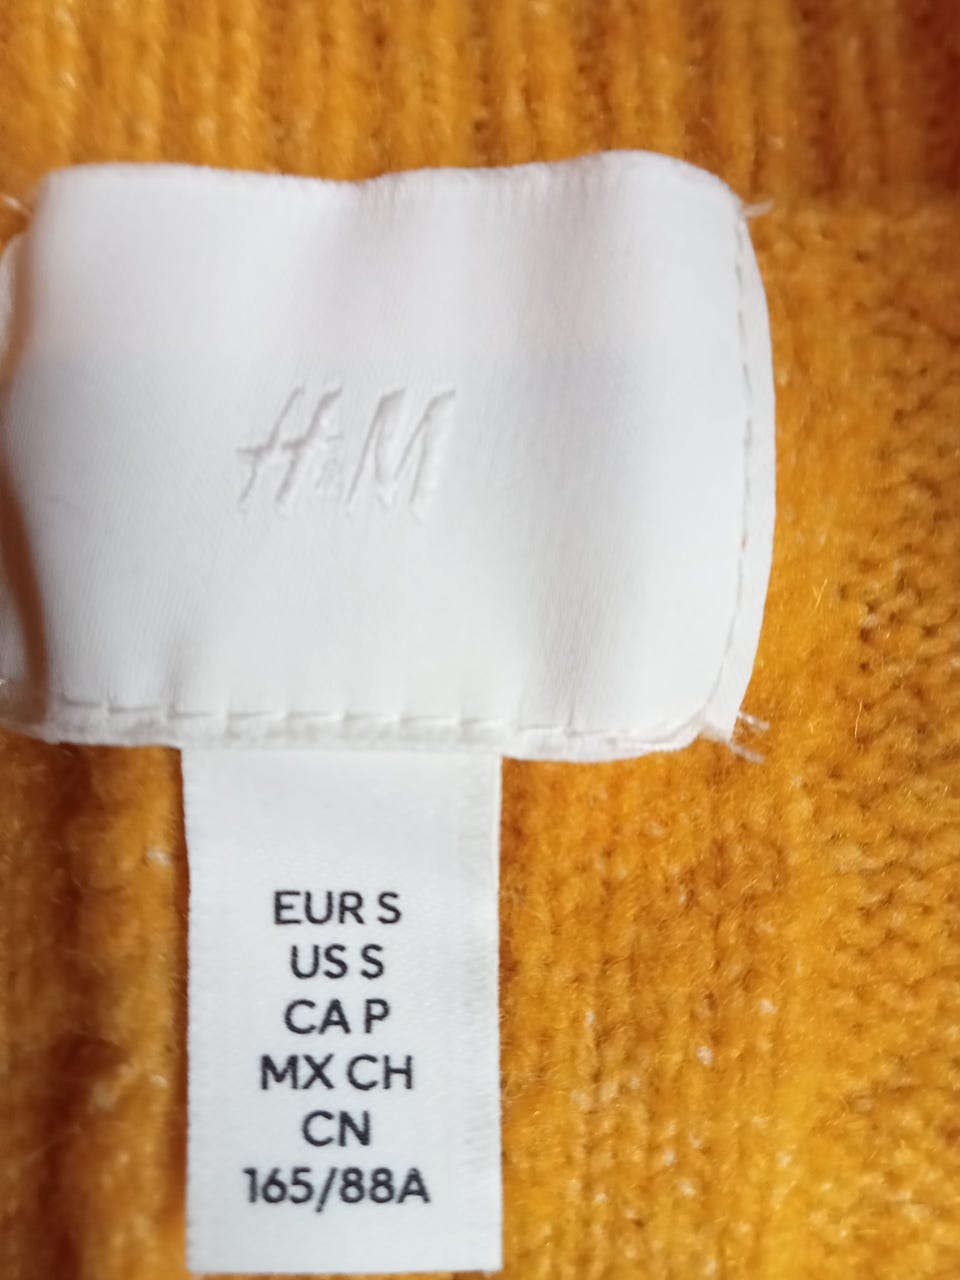 H&M
EUR S
US S
CA P
MX CH
CN
165/88A